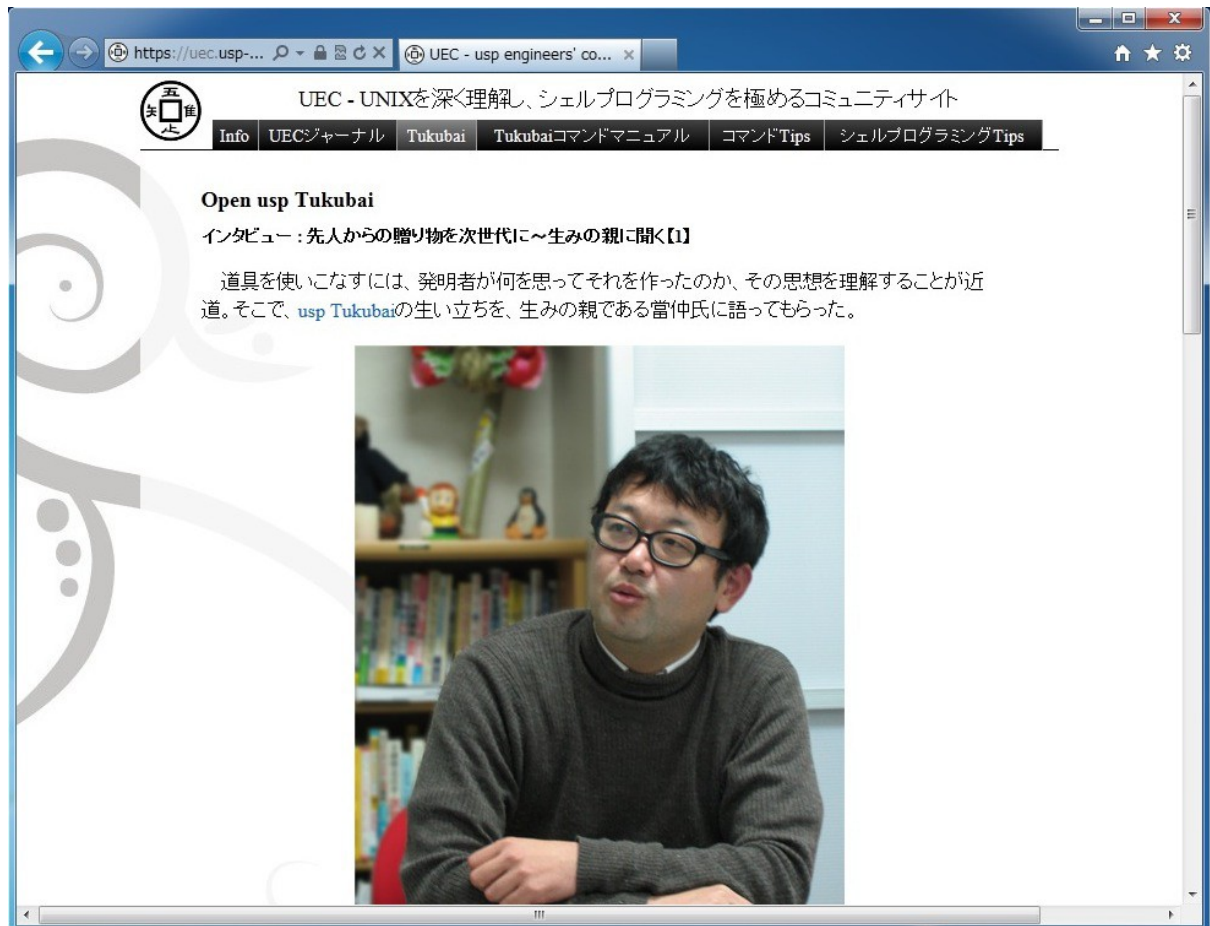 https://uec.usp-...
UEC - usp engineers' co...
五
矢 隹
止
UEC - UNIXを深く理解し、シェルプログラミングを極めるコミュニティサイト
Info UECジャーナル Tukubai Tukubaiコマンドマニュアル コマンドTips シェルプログラミングTips
Open usp Tukubai
インタビュー：先人からの贈り物を次世代に～生みの親に聞く【1】
道具を使いこなすには、発明者が何を思ってそれを作ったのか、その思想を理解することが近
道。そこで、usp Tukubaiの生い立ちを、生みの親である當仲氏に語ってもらった。